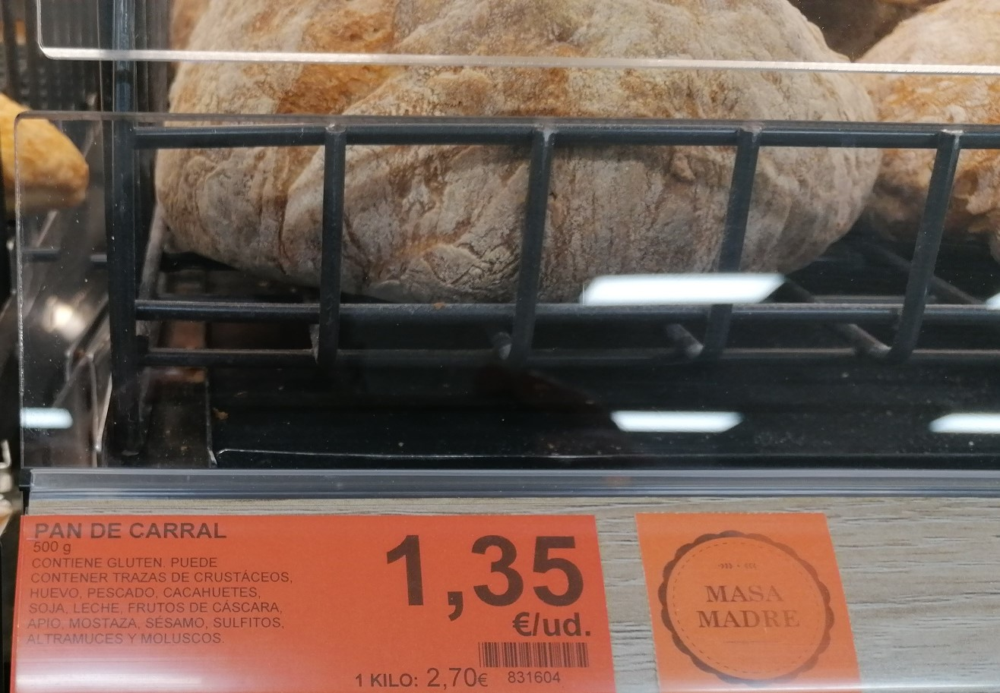 PAN DE CARRAL
500 g
CONTIENE GLUTEN. PUEDE
CONTENER TRAZAS DE CRUSTÁCEOS,
HUEVO, PESCADO, CACAHUETES,
SOJA, LECHE, FRUTOS DE CÁSCARA,
APIO, MOSTAZA, SÉSAMO, SULFITOS,
ALTRAMUCES Y MOLUSCOS.
1,35
€/ud.
1 KILO: 2,70€
831604
MASA
MADRE